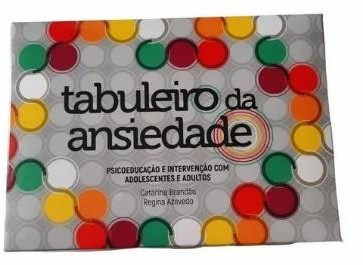 tabuleiro da
ansiedade
PSICOEDUCAÇÃO E INTERVENÇÃO COM
ADOLESCENTES E ADULTOS
Catarina Brandão
Regina Azevedo